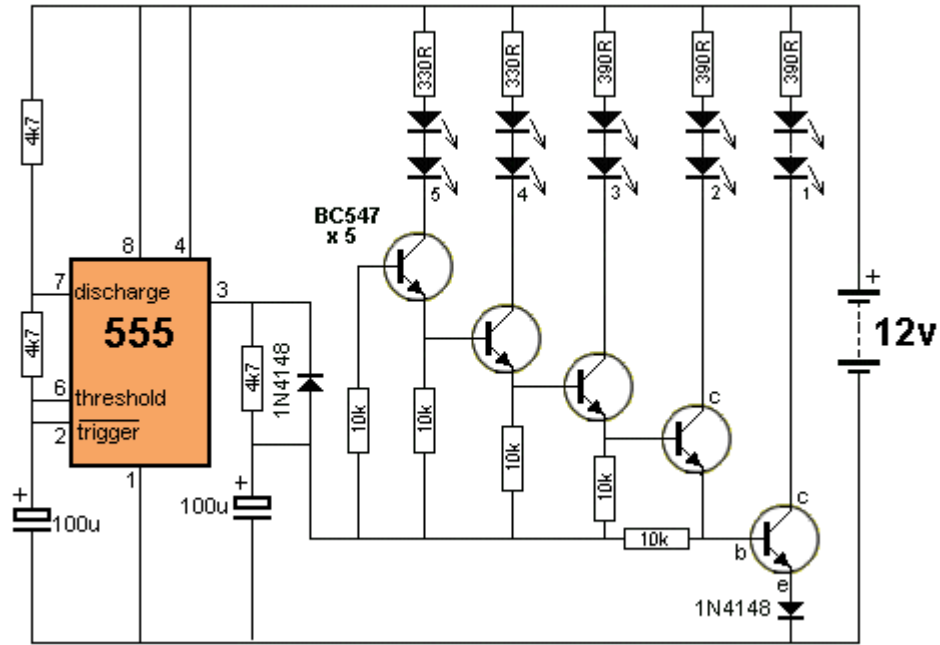 330R
330R
390R
390R
390R
4k7
5
4
3
2
1
BC547
x 5
8
4
7
discharge
3
+
555
12v
4k7
4k7
1N4148
6
threshold
2
trigger
10k
10k
10k
10k
c
1
+
100u
+
100u
10k
b
c
e
1N4148